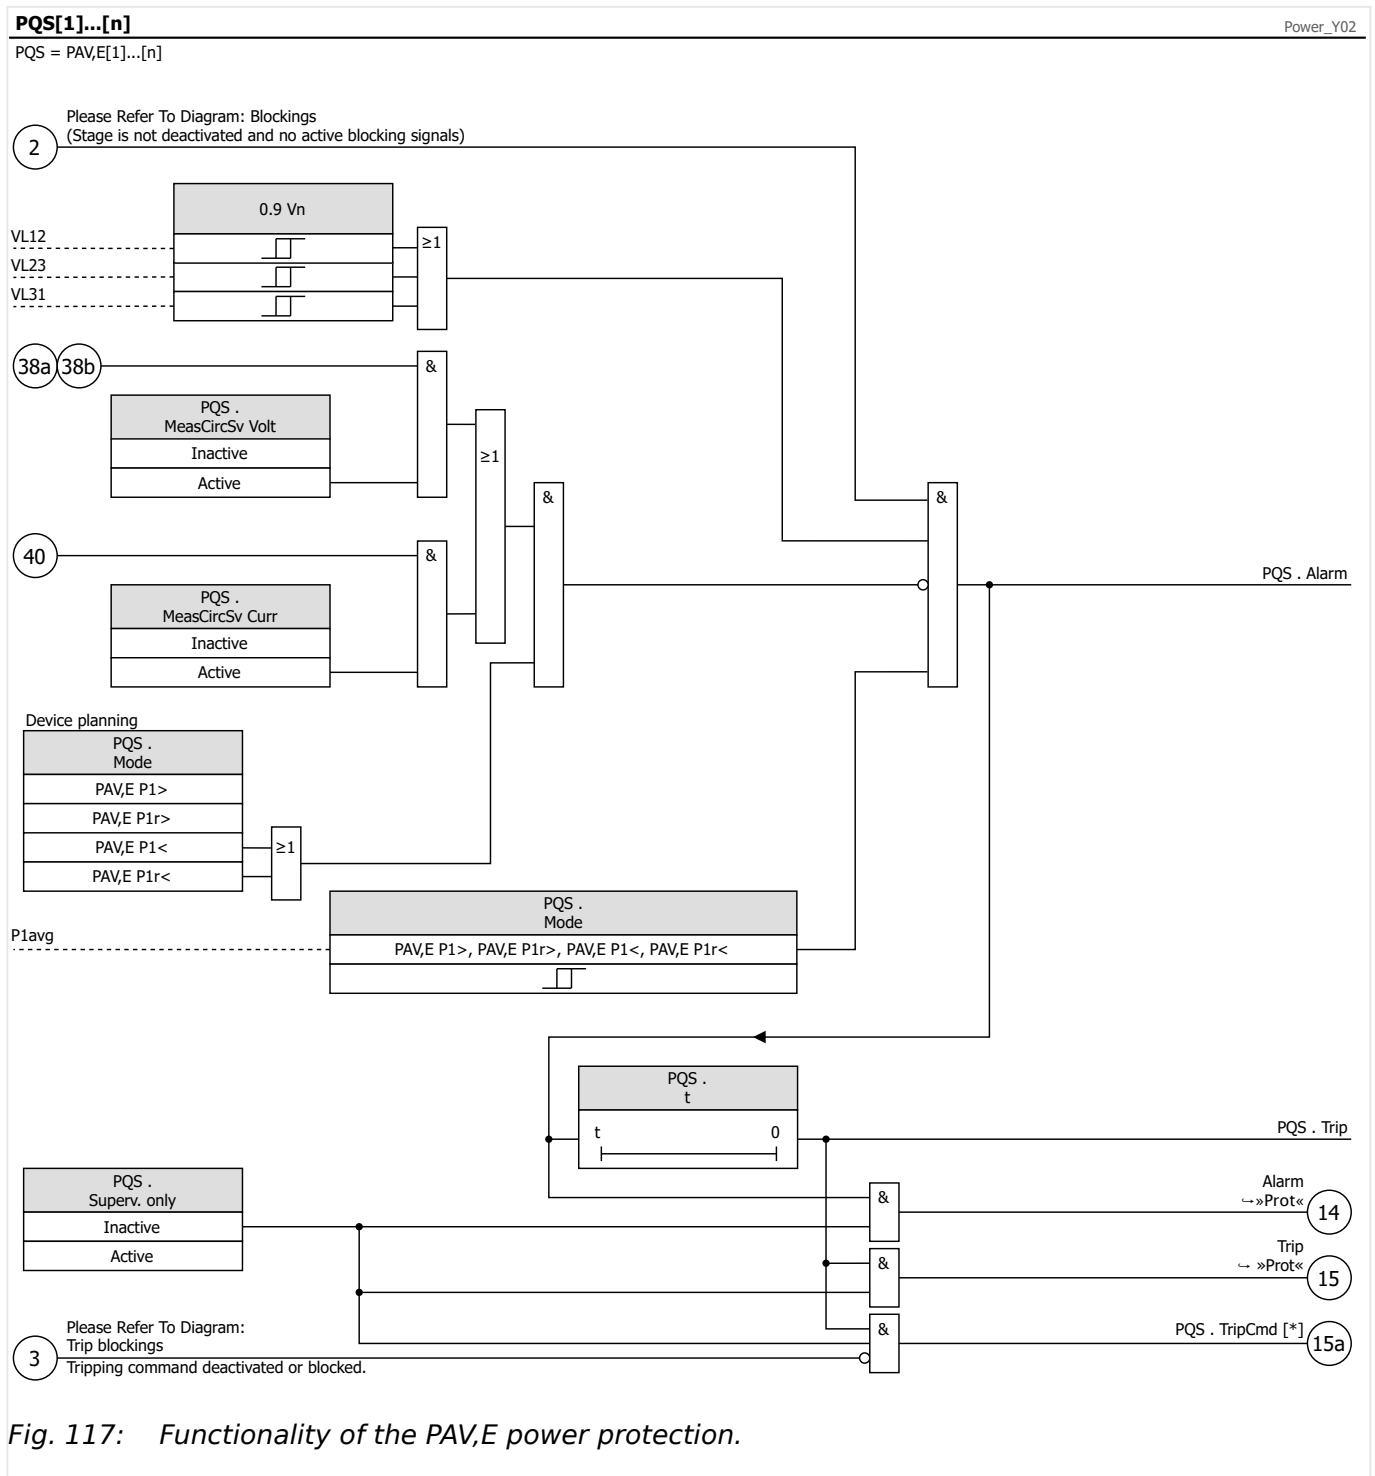 PQS[1]...[n]
Power_Y02
PQS = PAV,E[1]...[n]
Please Refer To Diagram: Blockings
(Stage is not deactivated and no active blocking signals)
2
0.9 Vn
VL12
VL23
VL31
≥1
38a
38b
&
PQS .
MeasCircSv Volt
Inactive
Active
≥1
&
&
40
&
PQS .
MeasCircSv Curr
Inactive
Active
PQS . Alarm
Device planning
PQS .
Mode
PAV,E P1>
PAV,E P1r>
PAV,E P1<
PAV,E P1r<
≥1
PQS .
Mode
P1avg
PAV,E P1>, PAV,E P1r>, PAV,E P1<, PAV,E P1r<
PQS .
t
t
0
PQS . Trip
PQS .
Superv. only
Inactive
Active
&
Alarm
↪»Prot«
14
&
Trip
↪ »Prot«
15
Please Refer To Diagram:
Trip blockings
3
Tripping command deactivated or blocked.
&
PQS . TripCmd [*]
15a
Fig. 117: Functionality of the PAV,E power protection.